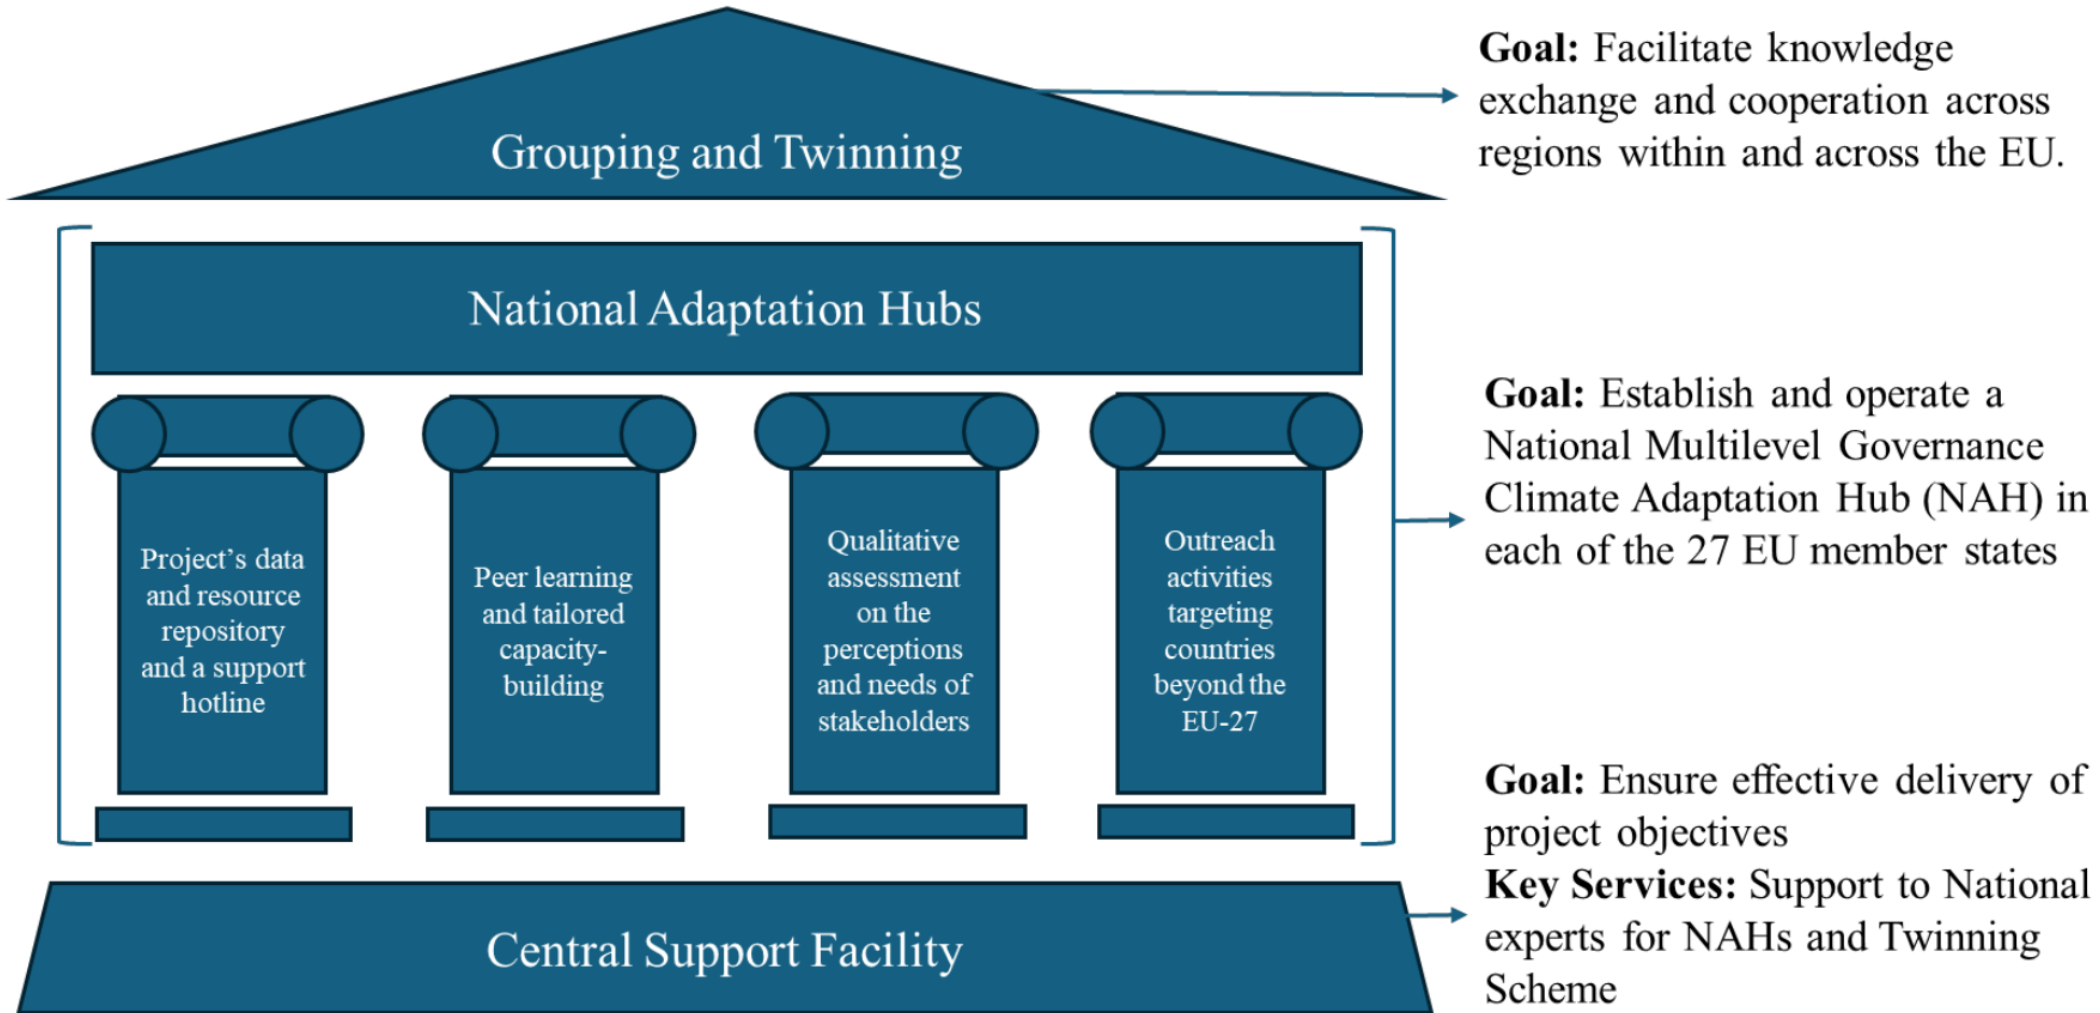 Grouping and Twinning
Goal: Facilitate knowledge
exchange and cooperation across
regions within and across the EU.
National Adaptation Hubs
Project’s data
and resource
repository
and a support
hotline
Peer learning
and tailored
capacity-
building
Qualitative
assessment
on the
perceptions
and needs of
stakeholders
Outreach
activities
targeting
countries
beyond the
EU-27
Goal: Establish and operate a
National Multilevel Governance
Climate Adaptation Hub (NAH) in
each of the 27 EU member states
Central Support Facility
Goal: Ensure effective delivery of
project objectives
Key Services: Support to National
experts for NAHs and Twinning
Scheme